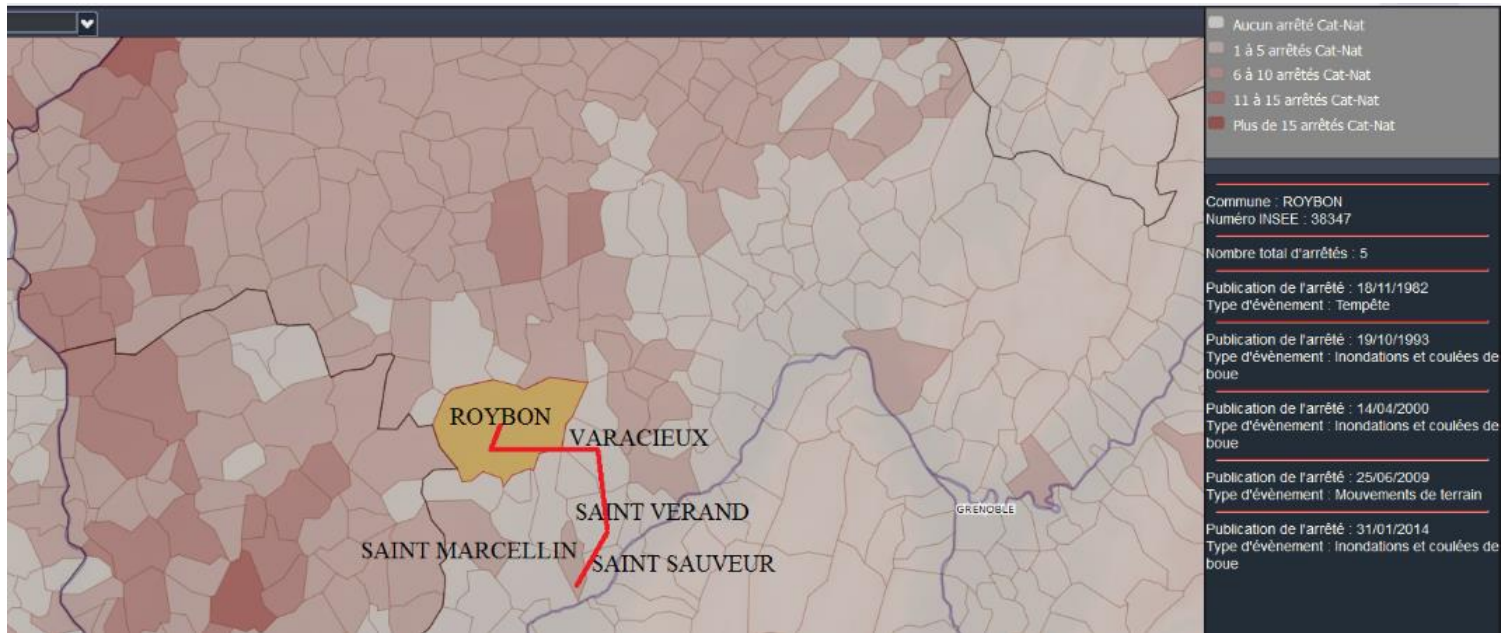 Aucun arrêté Cat-Nat
1 à 5 arrêtés Cat-Nat
6 à 10 arrêtés Cat-Nat
11 à 15 arrêtés Cat-Nat
Plus de 15 arrêtés Cat-Nat
Commune : ROYBON
Numéro INSEE : 38347
Nombre total d'arrêtés : 5
Publication de l'arrêté : 18/11/1982
Type d'évènement : Tempête
Publication de l'arrêté : 19/10/1993
Type d'évènement : Inondations et coulées de
boue
Publication de l'arrêté : 14/04/2000
Type d'évènement : Inondations et coulées de
boue
Publication de l'arrêté : 25/06/2009
Type d'évènement : Mouvements de terrain
Publication de l'arrêté : 31/01/2014
Type d'évènement : Inondations et coulées de
boue
ROYBON
VARACIEUX
SAINT VERAND
SAINT MARCELLIN
SAINT SAUVEUR
GRENOBLE